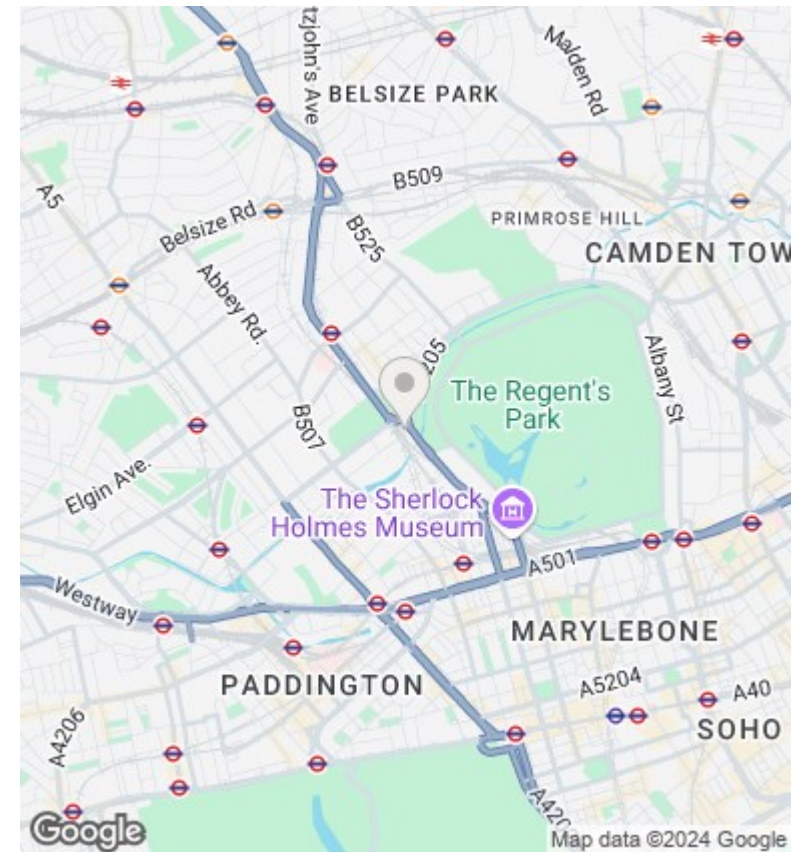 tzjohn's Ave
BELSIZE PARK
Malden Rd
A5
B509
Belsize Rd
B525
PRIMROSE HILL
CAMDEN TOW
Abbey Rd.
205
Albany St
The Regent's
Park
B507
Elgin Ave.
The Sherlock
Holmes Museum
A501
Westway
MARYLEBONE
PADDINGTON
A5204
A40
A4206
SOHO
A420
Google
Map data ©2024 Google